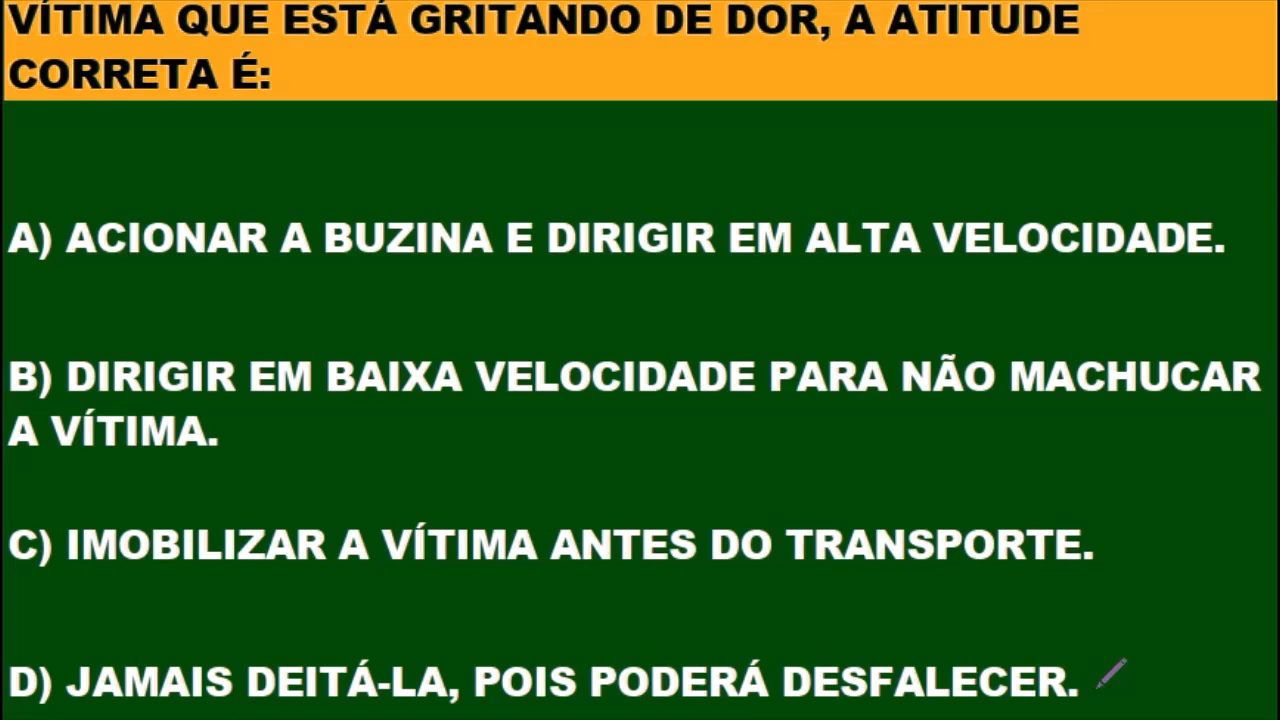 VÍTIMA QUE ESTÁ GRITANDO DE DOR, A ATITUDE
CORRETA É:
A) ACIONAR A BUZINA E DIRIGIR EM ALTA VELOCIDADE.
B) DIRIGIR EM BAIXA VELOCIDADE PARA NÃO MACHUCAR
A VÍTIMA.
C) IMOBILIZAR A VÍTIMA ANTES DO TRANSPORTE.
D) JAMAIS DEITÁ-LA, POIS PODERÁ DESFALECER.